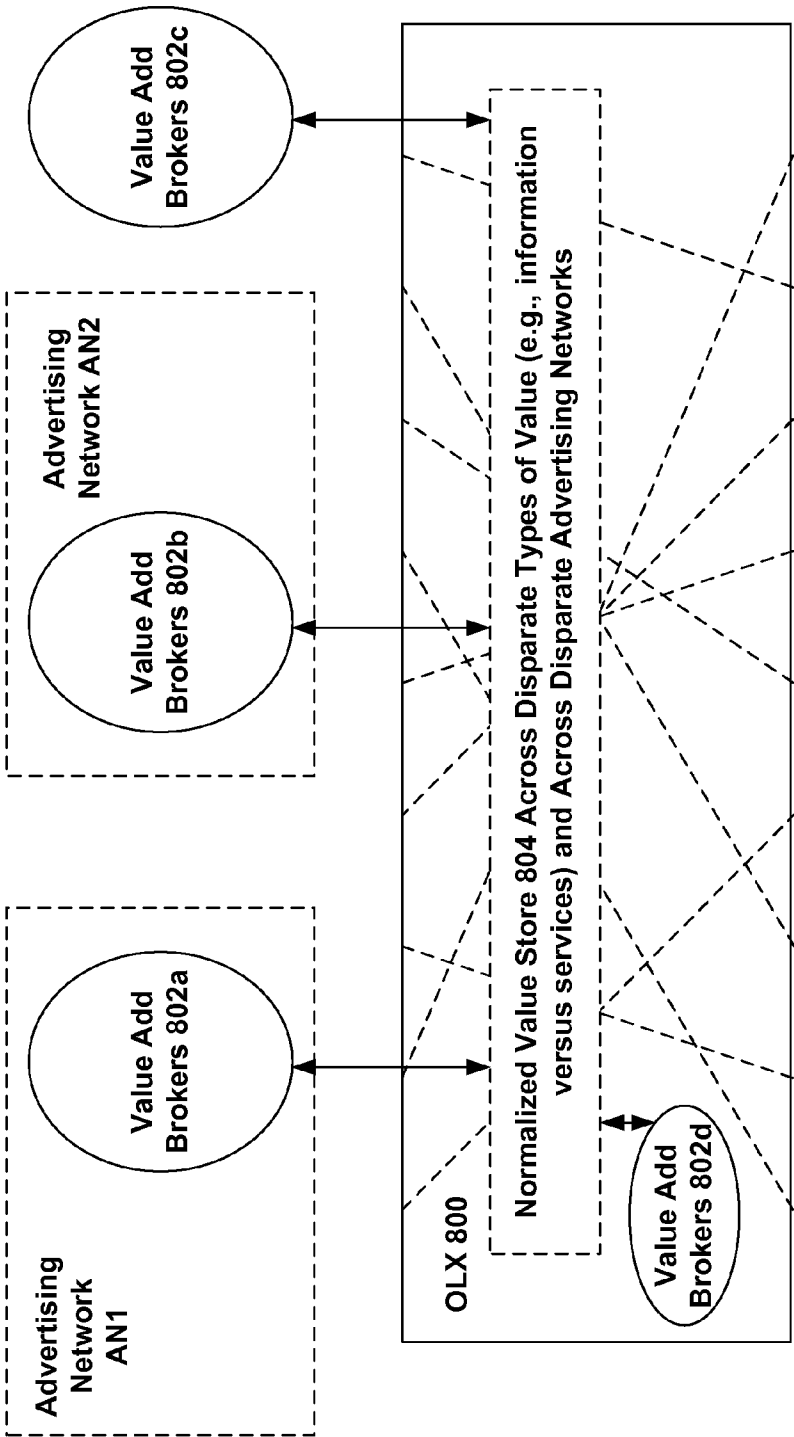 Advertising
Network
AN1
Value Add
Brokers 802a
Value Add
Brokers 802b
Advertising
Network AN2
Value Add
Brokers 802c
OLX 800
Normalized Value Store 804 Across Disparate Types of Value (e.g., information
versus services) and Across Disparate Advertising Networks
Value Add
Brokers 802d